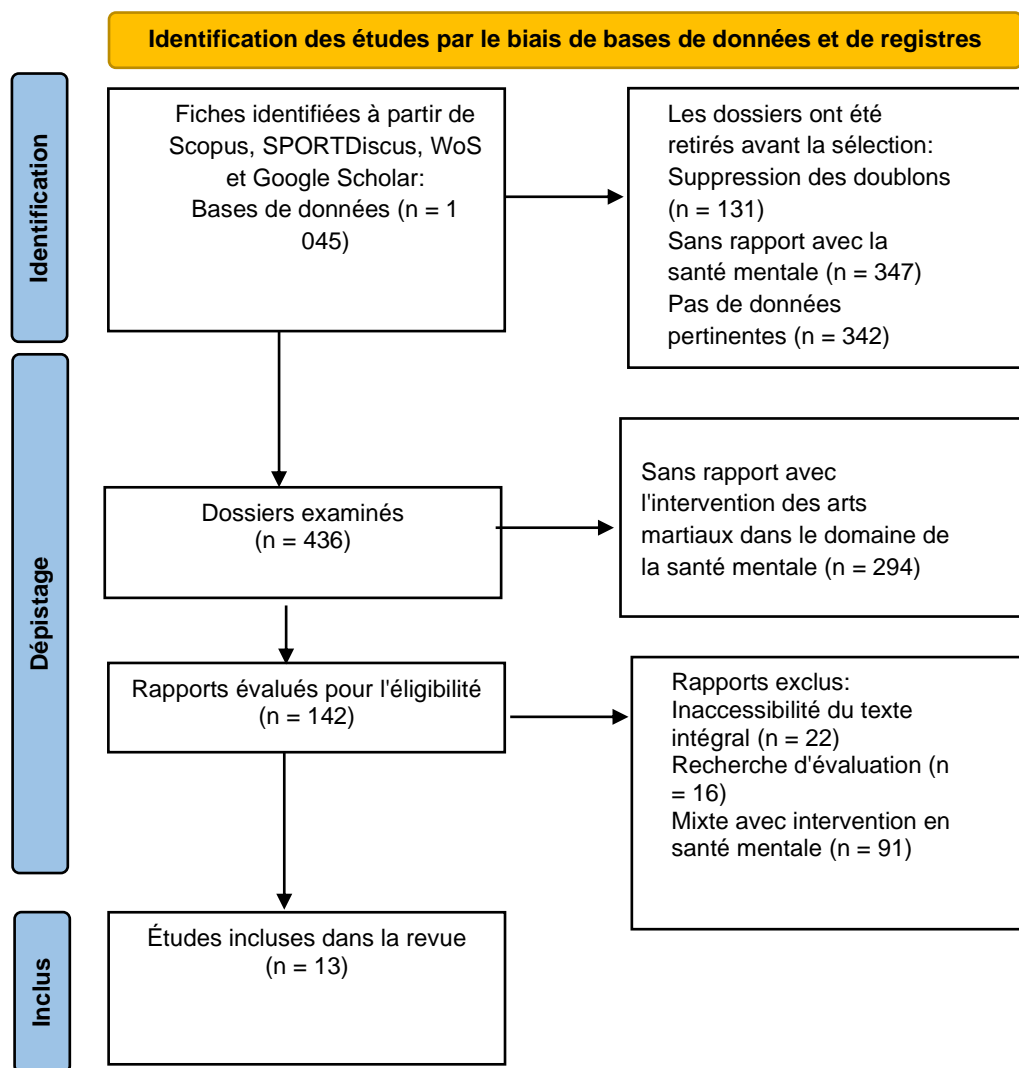 Identification des études par le biais de bases de données et de registres
Identification
Fiches identifiées à partir de
Scopus, SPORTDiscus, WoS
et Google Scholar:
Bases de données (n = 1
045)
Les dossiers ont été
retirés avant la sélection:
Suppression des doublons
(n = 131)
Sans rapport avec la
santé mentale (n = 347)
Pas de données
pertinentes (n = 342)
Dépistage
Dossiers examinés
(n = 436)
Sans rapport avec
l'intervention des arts
martiaux dans le domaine de
la santé mentale (n = 294)
Rapports évalués pour l'éligibilité
(n = 142)
Rapports exclus:
Inaccessibilité du texte
intégral (n = 22)
Recherche d'évaluation (n
= 16)
Mixte avec intervention en
santé mentale (n = 91)
Inclus
Études incluses dans la revue
(n = 13)